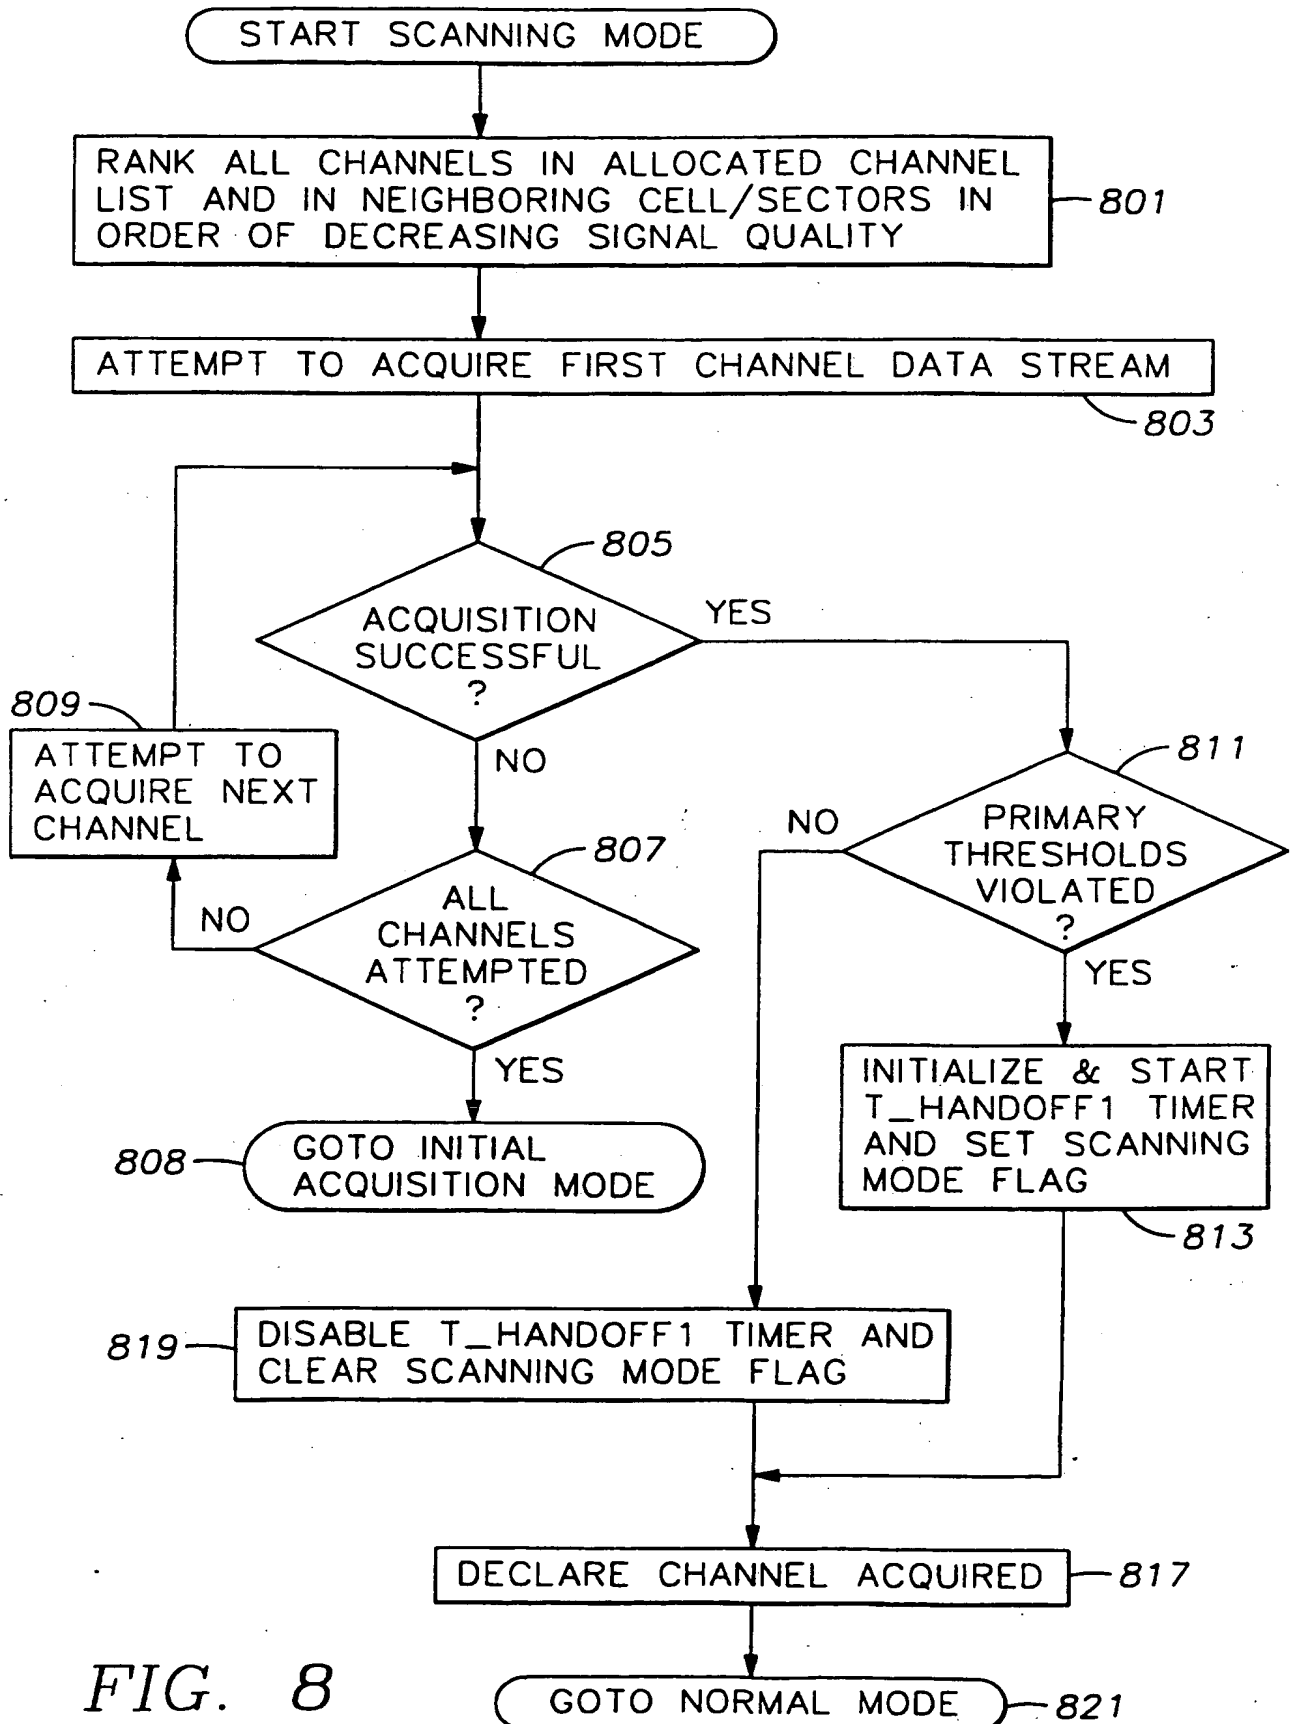 START SCANNING MODE
RANK ALL CHANNELS IN ALLOCATED CHANNEL
LIST AND IN NEIGHBORING CELL/SECTORS IN
ORDER OF DECREASING SIGNAL QUALITY
801
ATTEMPT TO ACQUIRE FIRST CHANNEL DATA STREAM
803
805
ACQUISITION
SUCCESSFUL
?
YES
NO
809
ATTEMPT TO
ACQUIRE NEXT
CHANNEL
807
ALL
CHANNELS
ATTEMPTED
?
NO
YES
808
GOTO INITIAL
ACQUISITION MODE
811
PRIMARY
THRESHOLDS
VIOLATED
?
NO
YES
INITIALIZE & START
T_HANDOFF1 TIMER
AND SET SCANNING
MODE FLAG
813
819
DISABLE T_HANDOFF1 TIMER AND
CLEAR SCANNING MODE FLAG
DECLARE CHANNEL ACQUIRED
817
GOTO NORMAL MODE
821
FIG. 8